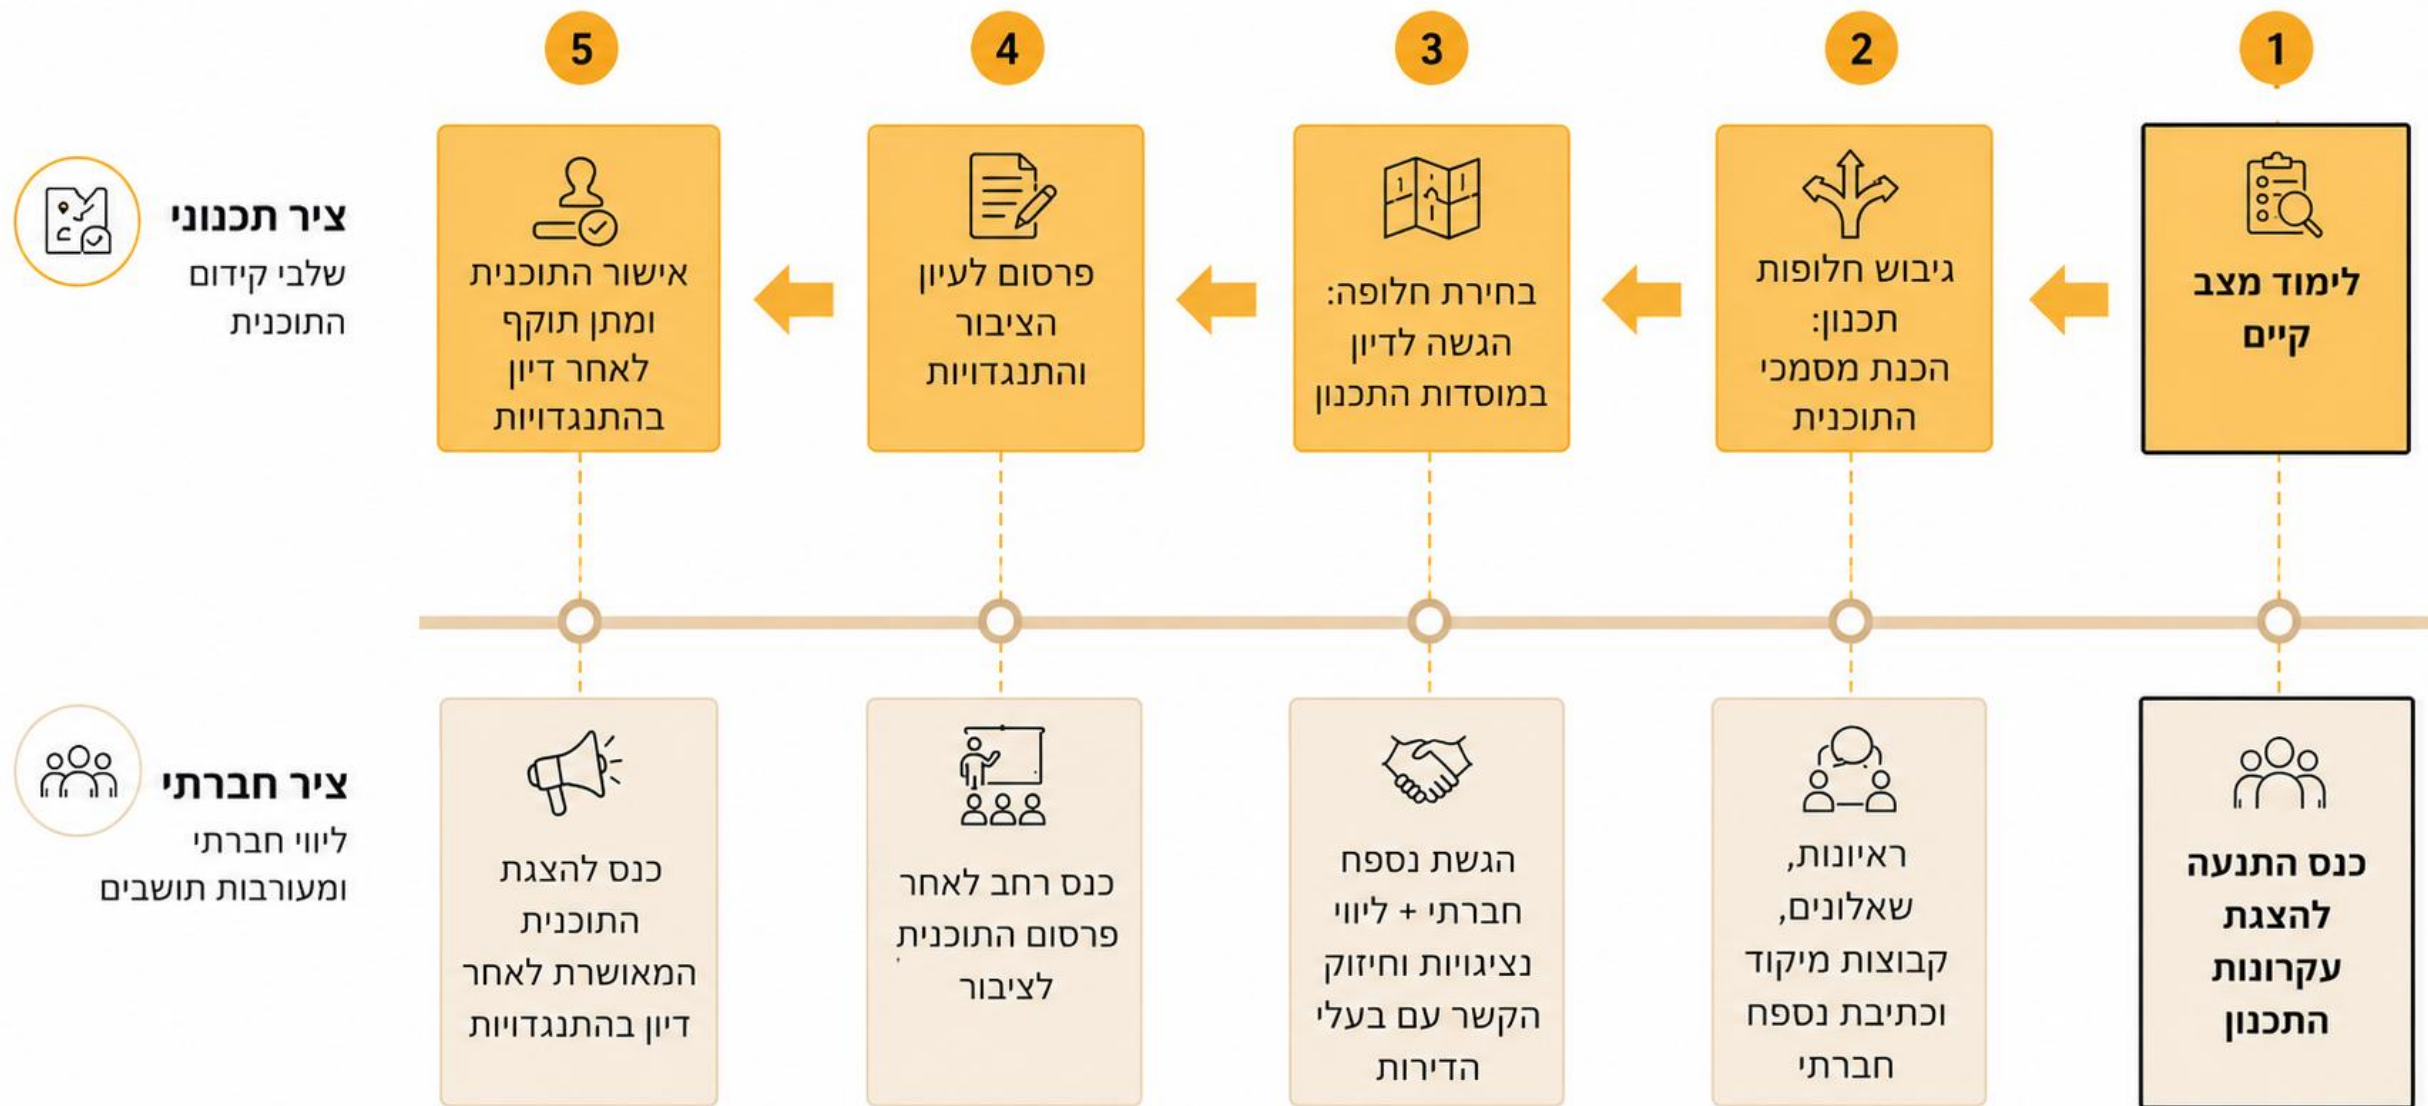 1
2
3
4
5
ציר תכנוני
שלבי קידום
התוכנית
לימוד מצב
קיים
גיבוש חלופות
תכנון:
הכנת מסמכי
התוכנית
בחירת חלופה:
הגשה לדיון
במוסדות התכנון
פרסום לעיון
הציבור
והתנגדויות
אישור התוכנית
ומתן תוקף
לאחר דיון
בהתנגדויות
ציר חברתי
ליווי חברתי
ומעורבות תושבים
כנס התנעה
להצגת
עקרונות
התכנון
ראיונות,
שאלונים,
קבוצות מיקוד
וכתיבת נספח
חברתי
הגשת נספח
חברתי + ליווי
נציגויות וחיזוק
הקשר עם בעלי
הדירות
כנס רחב לאחר
פרסום התוכנית
לציבור
כנס להצגת
התוכנית
המאושרת לאחר
דיון בהתנגדויות